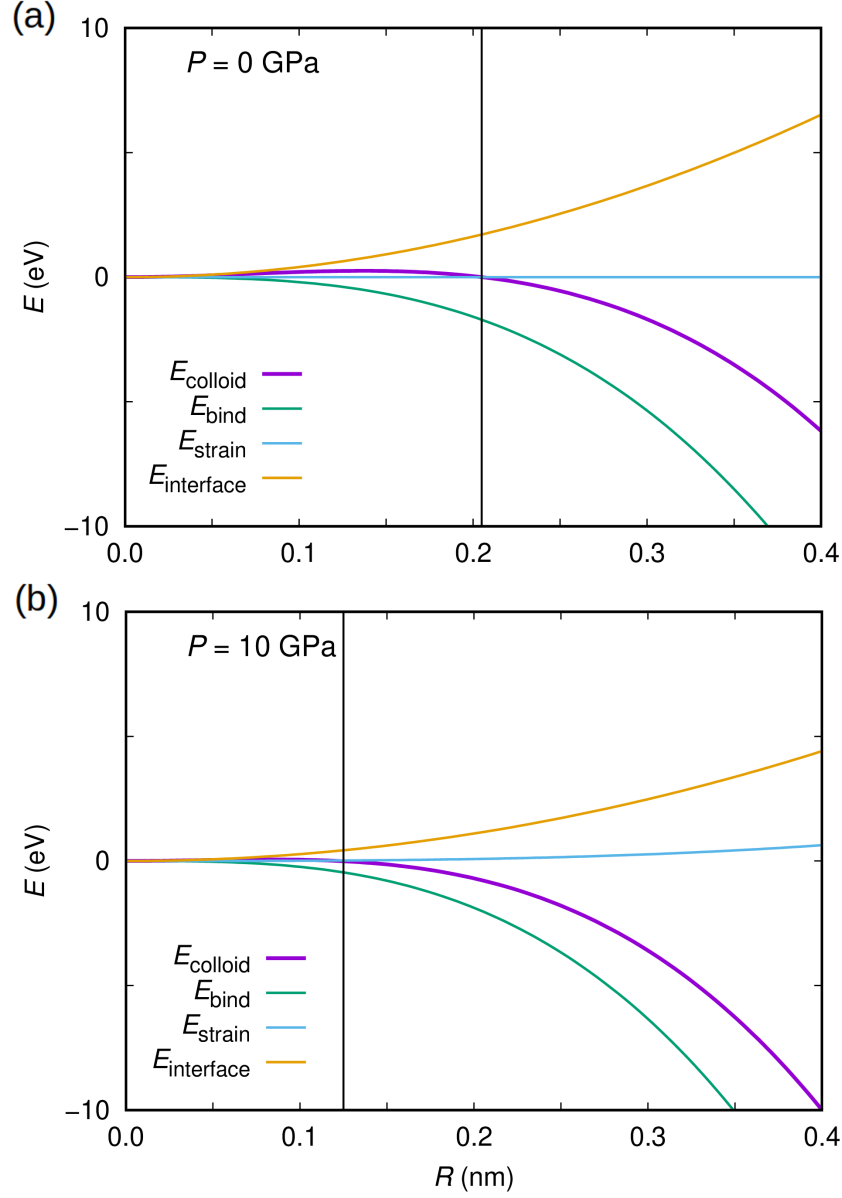 (a)
10
P = 0 GPa
0
E (eV)
E_colloid
E_bind
E_strain
E_interface
−10
0.0 0.1 0.2 0.3 0.4
(b)
10
P = 10 GPa
0
E (eV)
E_colloid
E_bind
E_strain
E_interface
−10
0.0 0.1 0.2 0.3 0.4
R (nm)